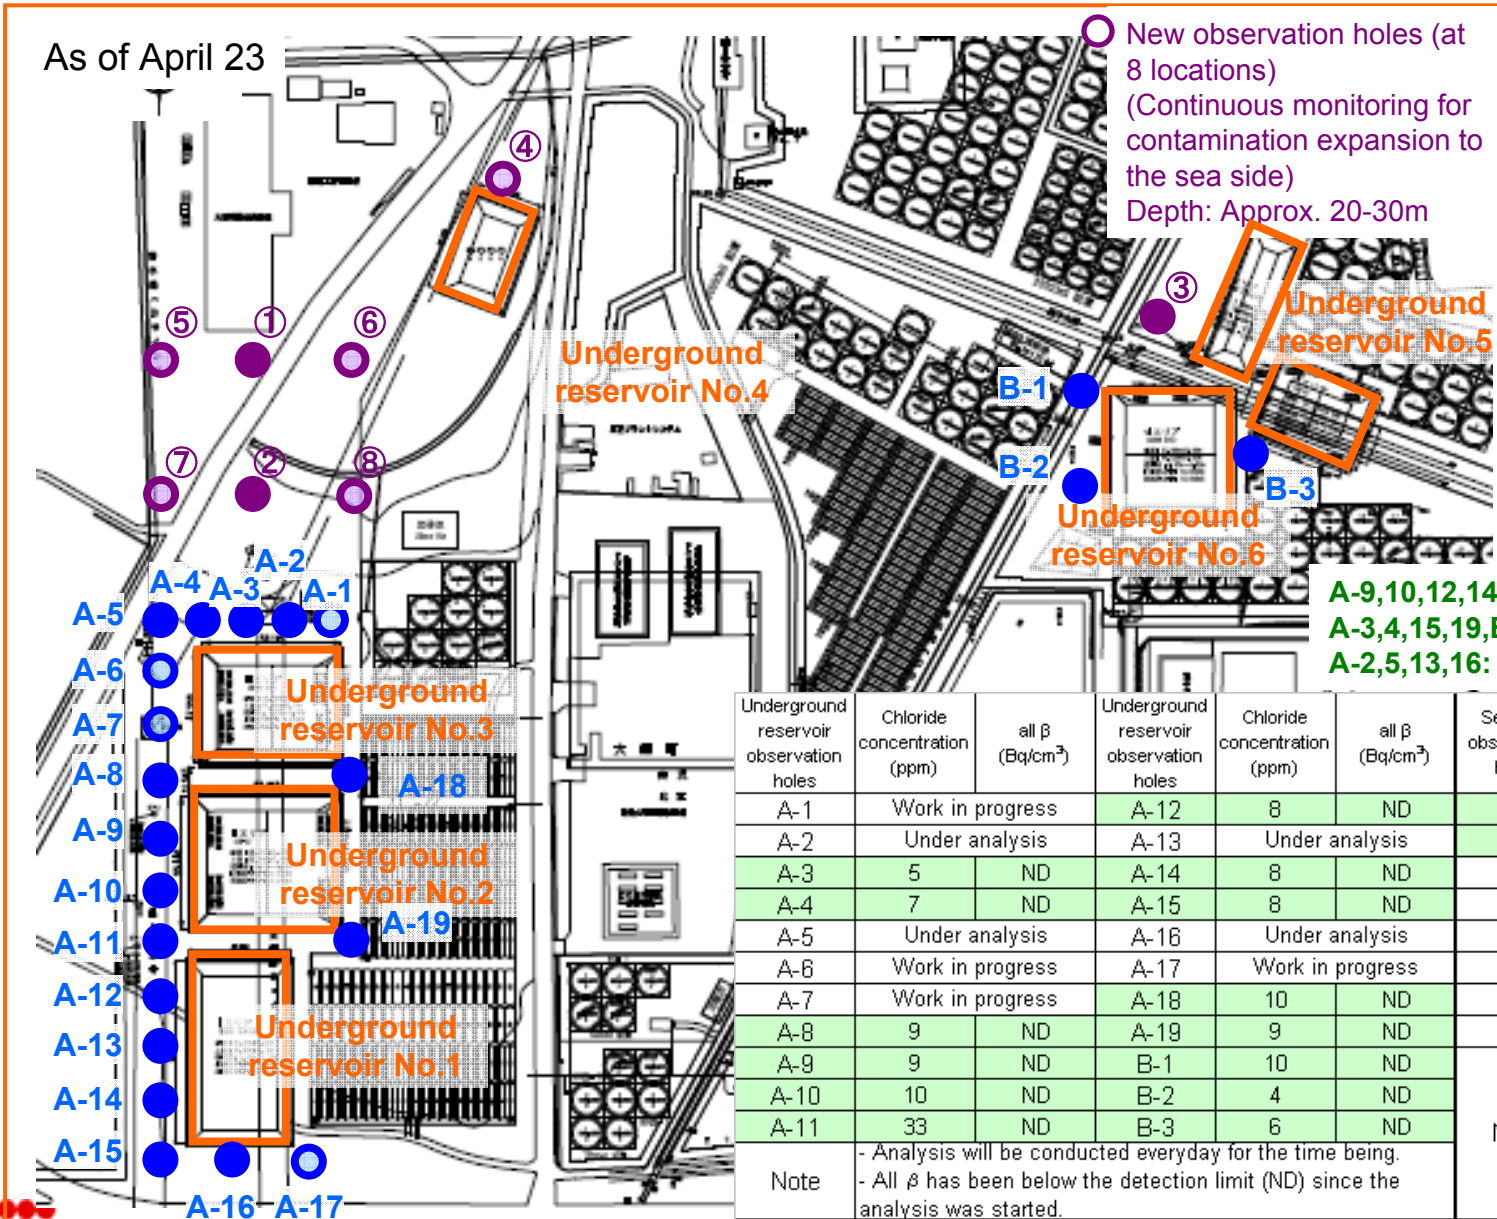 As of April 23
New observation holes (at
8 locations)
(Continuous monitoring for
contamination expansion to
the sea side)
Depth: Approx. 20-30m
④
③
⑤
①
⑥
⑦
②
⑧
Underground
reservoir No.4
Underground
reservoir No.5
B-1
B-2
B-3
Underground
reservoir No.6
A-2
A-4
A-3
A-1
A-5
A-6
A-7
A-8
A-9
A-10
A-11
A-12
A-13
A-14
A-15
A-16
A-17
A-18
A-19
Underground
reservoir No.3
Underground
reservoir No.2
Underground
reservoir No.1
A-9,10,12,14
A-3,4,15,19,
A-2,5,13,16:
Underground reservoir observation holes | Chloride concentration (ppm) | all β (Bq/cm³) | Underground reservoir observation holes | Chloride concentration (ppm) | all β (Bq/cm³)
A-1 Work in progress A-12 8 ND
A-2 Under analysis A-13 Under analysis
A-3 5 ND A-14 8 ND
A-4 7 ND A-15 8 ND
A-5 Under analysis A-16 Under analysis
A-6 Work in progress A-17 Work in progress
A-7 Work in progress A-18 10 ND
A-8 9 ND A-19 9 ND
A-9 9 ND B-1 10 ND
A-10 10 ND B-2 4 ND
A-11 33 ND B-3 6 ND
Note
- Analysis will be conducted everyday for the time being.
- All β has been below the detection limit (ND) since the
analysis was started.